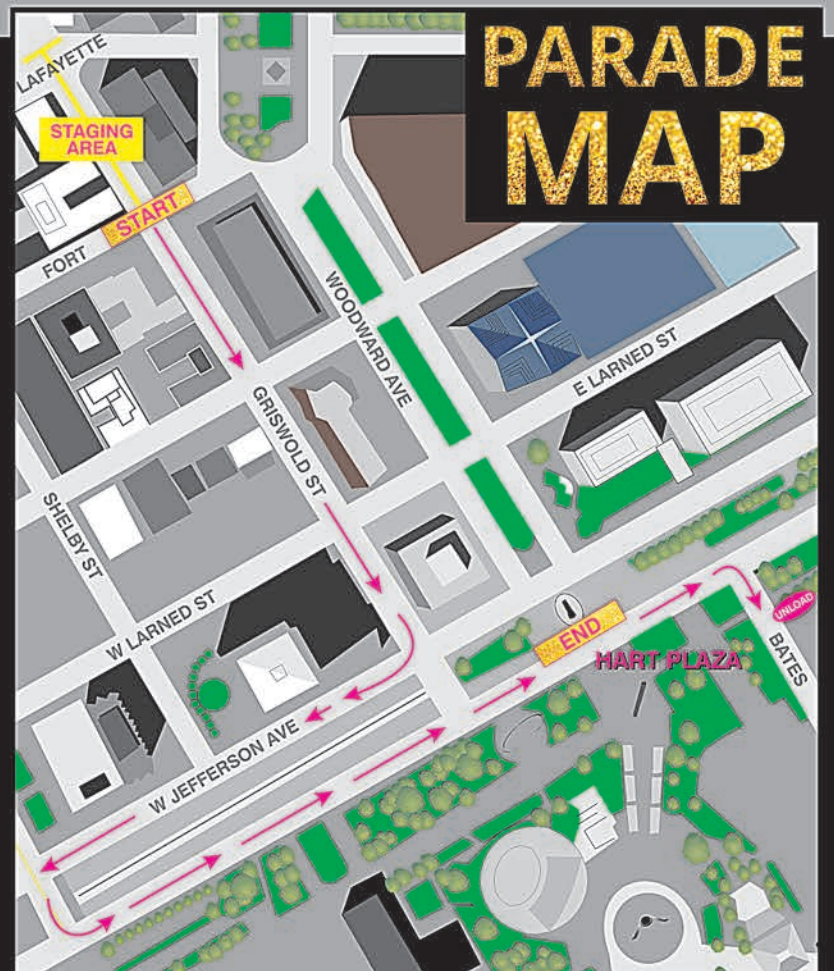 PARADE
MAP
LAFAYETTE
STAGING
AREA
START
FORT
WOODWARD AVE
E LARNED ST
GRISWOLD ST
SHELBY ST
W LARNED ST
END
HART PLAZA
UNLOAD
BATES
W JEFFERSON AVE